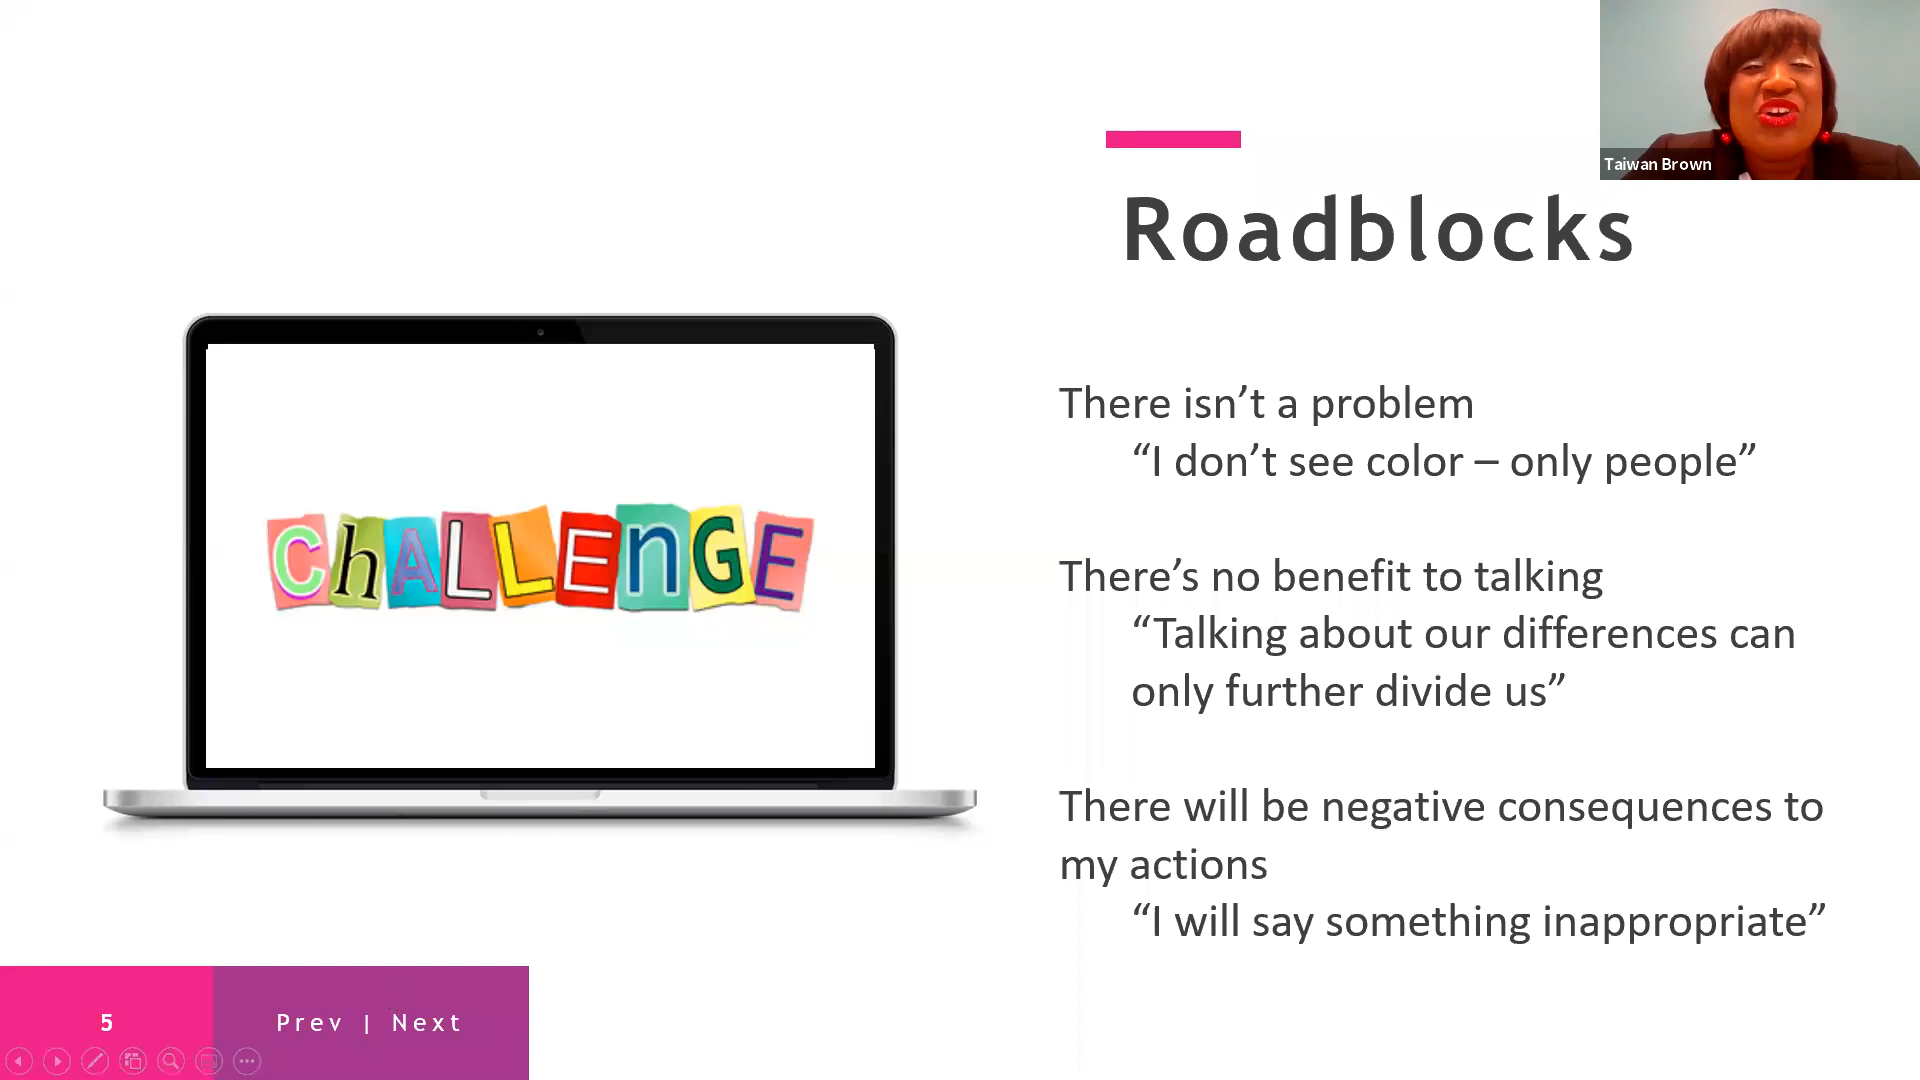 Taiwan Brown
Roadblocks
ChALLEnGE
There isn’t a problem
“I don’t see color – only people”
There’s no benefit to talking
“Talking about our differences can
only further divide us”
There will be negative consequences to
my actions
“I will say something inappropriate”
5
Prev | Next